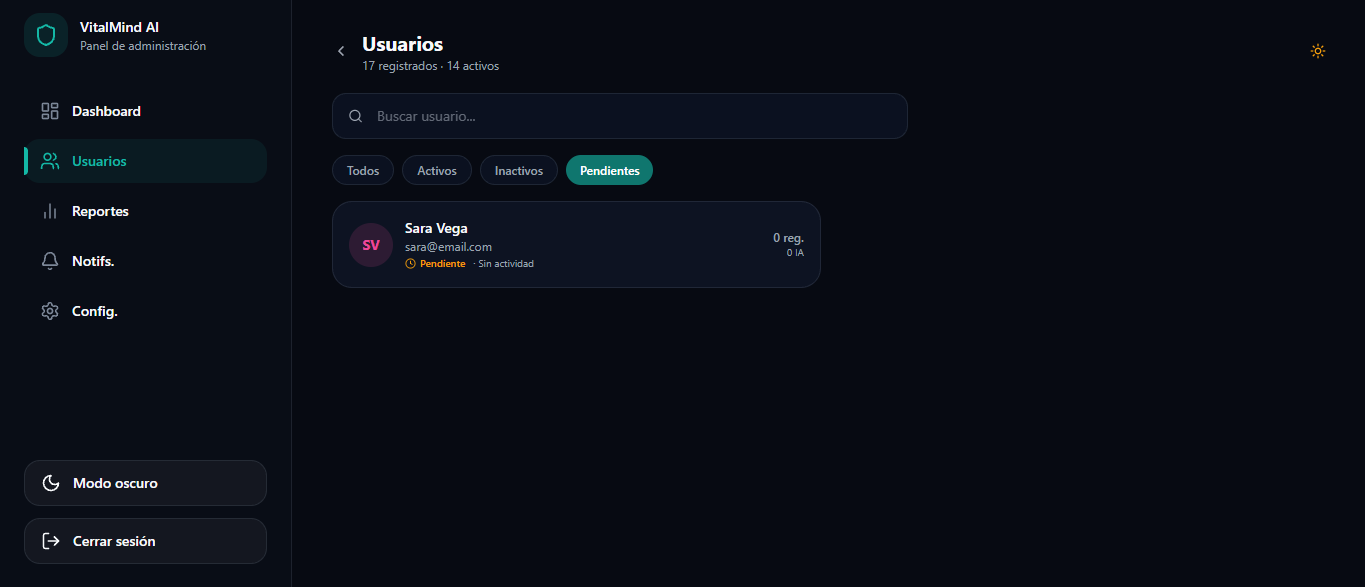 VitalMind AI
Panel de administración
Dashboard
Usuarios
Reportes
Notifs.
Config.
Modo oscuro
Cerrar sesión
Usuarios
17 registrados · 14 activos
Buscar usuario...
Todos
Activos
Inactivos
Pendientes
SV
Sara Vega
sara@email.com
Pendiente · Sin actividad
0 reg.
0 IA